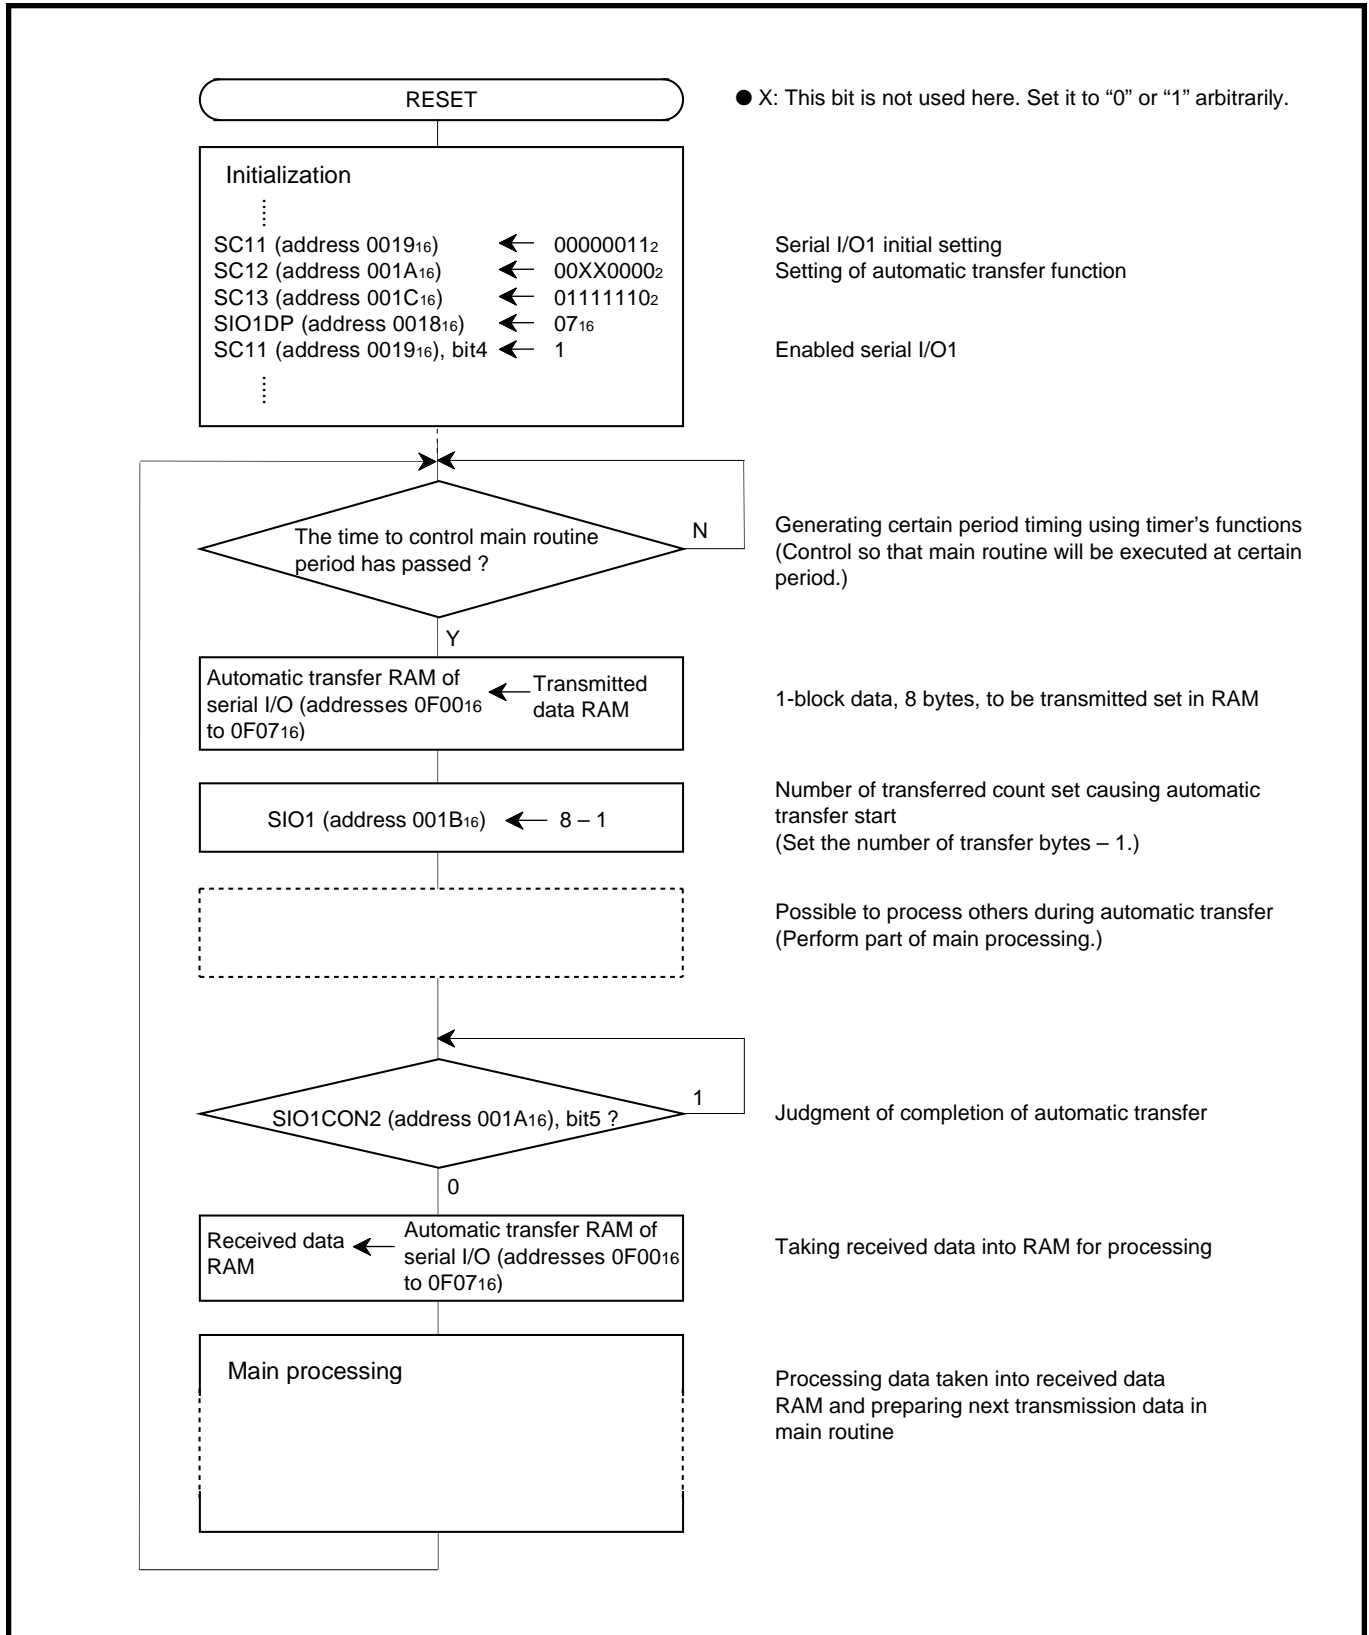 RESET
● X: This bit is not used here. Set it to “0” or “1” arbitrarily.
Initialization
SC11 (address 0019₁₆) ← 00000011₂ Serial I/O1 initial setting
SC12 (address 001A₁₆) ← 00XX0000₂ Setting of automatic transfer function
SC13 (address 001C₁₆) ← 01111110₂
SIO1DP (address 0018₁₆) ← 07₁₆
SC11 (address 0019₁₆), bit4 ← 1 Enabled serial I/O1
The time to control main routine
period has passed ?
N
Y
Generating certain period timing using timer’s functions
(Control so that main routine will be executed at certain
period.)
Automatic transfer RAM of
serial I/O (addresses 0F00₁₆
to 0F07₁₆)
← Transmitted
data RAM
1-block data, 8 bytes, to be transmitted set in RAM
SIO1 (address 001B₁₆) ← 8 – 1
Number of transferred count set causing automatic
transfer start
(Set the number of transfer bytes – 1.)
Possible to process others during automatic transfer
(Perform part of main processing.)
SIO1CON2 (address 001A₁₆), bit5 ?
1
0
Judgment of completion of automatic transfer
Received data
RAM
← Automatic transfer RAM of
serial I/O (addresses 0F00₁₆
to 0F07₁₆)
Taking received data into RAM for processing
Main processing
Processing data taken into received data
RAM and preparing next transmission data in
main routine